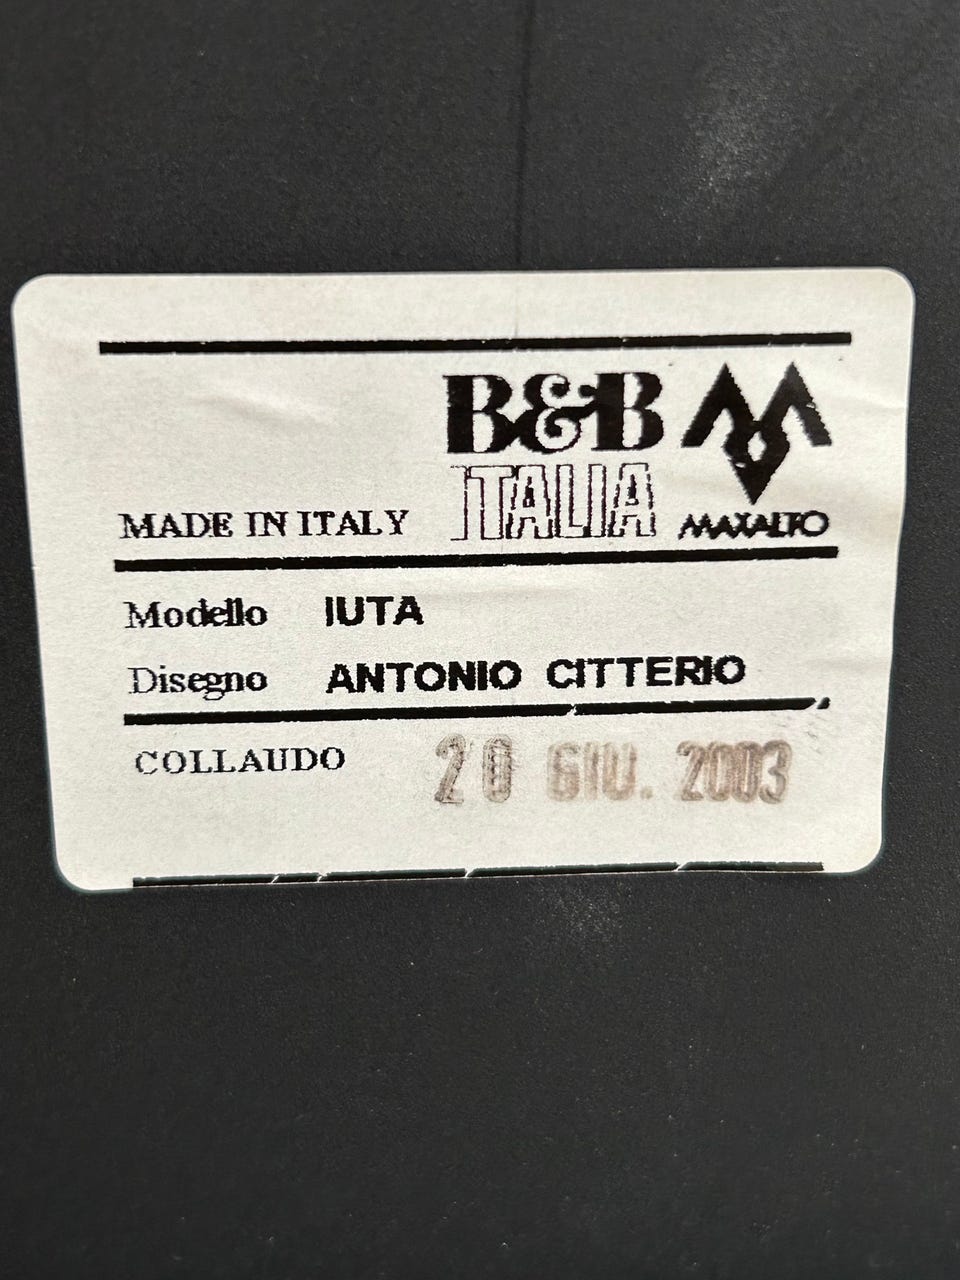 B&B
ITALIA
MAXALTO
MADE IN ITALY
Modello IUTA
Disegno ANTONIO CITTERIO
COLLAUDO 20 GIU. 2003